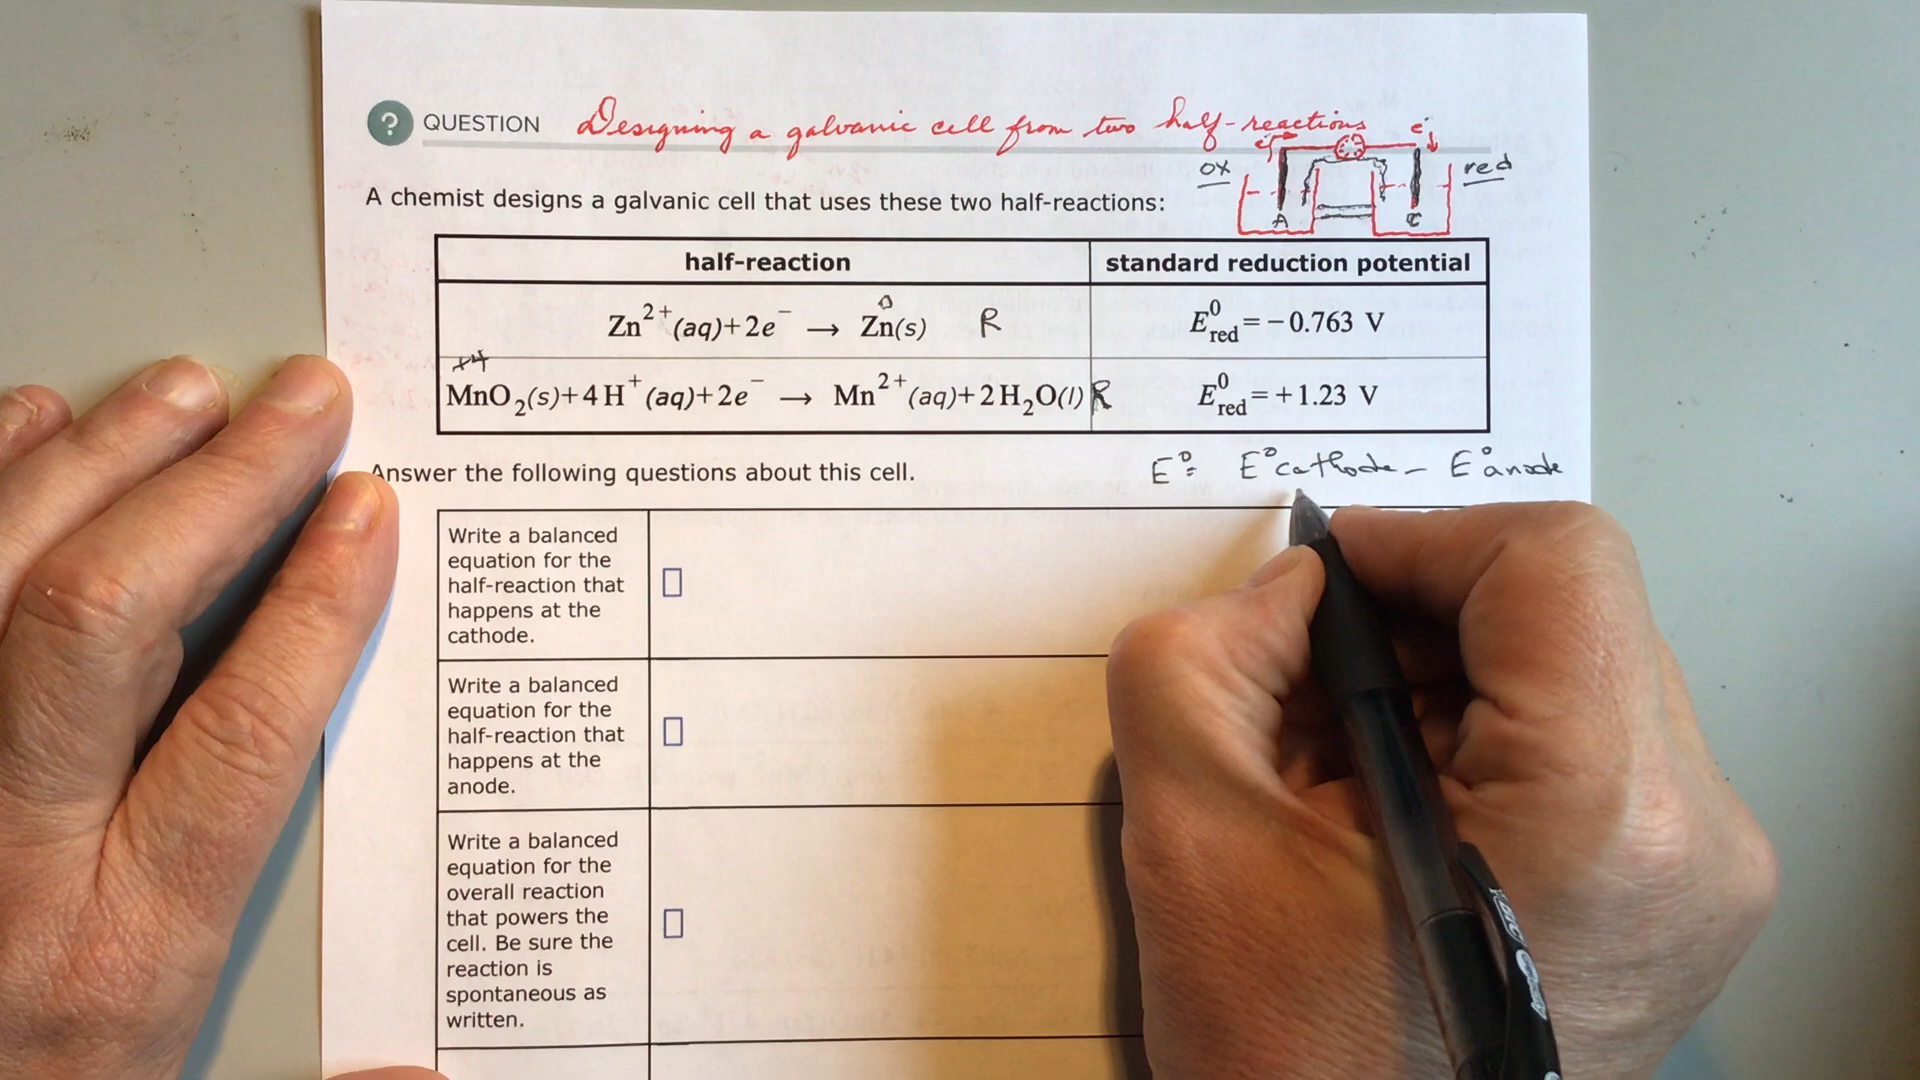 ? QUESTION Designing a galvanic cell from two half-reactions
e⁻ e⁻
ox red
A chemist designs a galvanic cell that uses these two half-reactions:
A C
half-reaction standard reduction potential
0
Zn²⁺(aq)+2e⁻ → Zn(s) R E⁰red = −0.763 V
+4
MnO₂(s)+4H⁺(aq)+2e⁻ → Mn²⁺(aq)+2H₂O(l) R E⁰red = +1.23 V
Answer the following questions about this cell. E° = E°cathode − E°anode
Write a balanced
equation for the
half-reaction that
happens at the
cathode.
Write a balanced
equation for the
half-reaction that
happens at the
anode.
Write a balanced
equation for the
overall reaction
that powers the
cell. Be sure the
reaction is
spontaneous as
written.
BIC